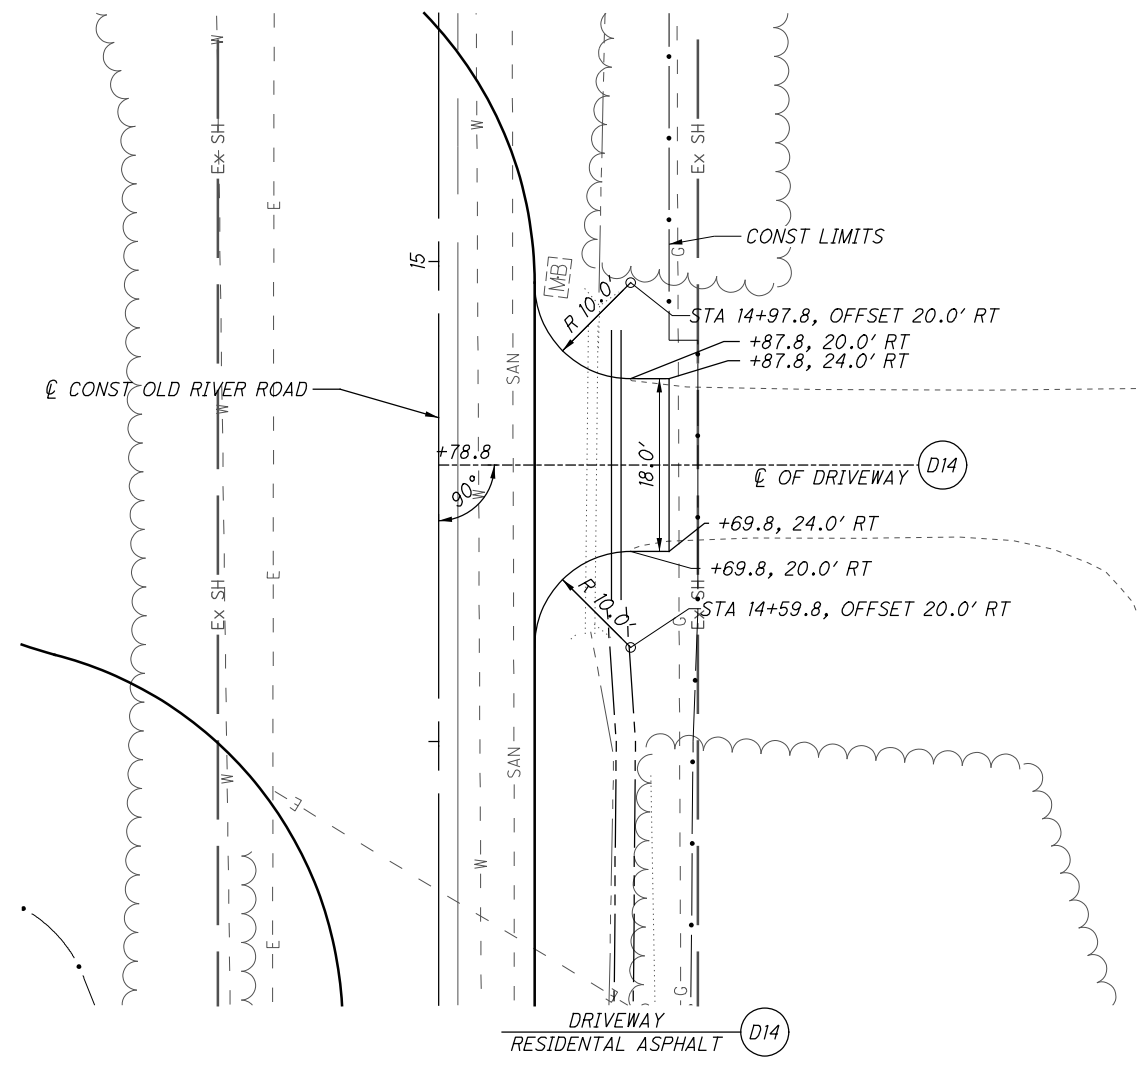 W
Ex SH
W
Ex SH
E
CONST LIMITS
G
15
MB
R 10.0'
STA 14+97.8, OFFSET 20.0' RT
+87.8, 20.0' RT
+87.8, 24.0' RT
SAN
℄ CONST OLD RIVER ROAD
W
+78.8
D14
℄ OF DRIVEWAY
18.0'
90°
W
+69.8, 24.0' RT
+69.8, 20.0' RT
E
Ex SH
R 10.0'
Ex SH
STA 14+59.8, OFFSET 20.0' RT
G
SAN
W
E
W
E
G
DRIVEWAY
D14
RESIDENTAL ASPHALT